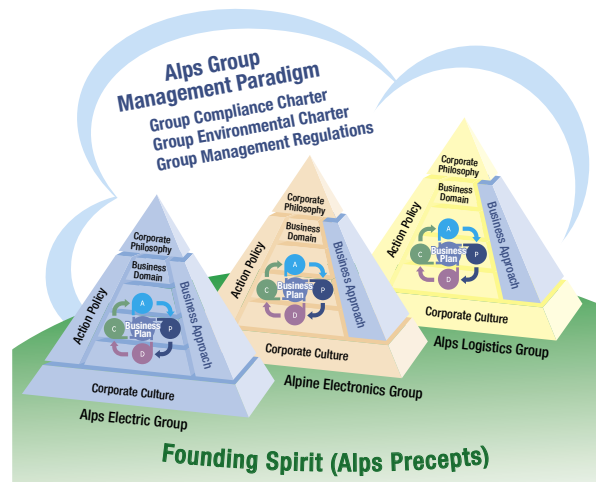 Alps Group
Management Paradigm
Group Compliance Charter
Group Environmental Charter
Group Management Regulations
Corporate
Philosophy
Business
Domain
Action Policy
Business Approach
A
P
D
C
Business
Plan
Corporate Culture
Alps Electric Group
Corporate
Philosophy
Business
Domain
Action Policy
Business Approach
A
P
D
C
Business
Plan
Corporate Culture
Alpine Electronics Group
Corporate
Philosophy
Business
Domain
Action Policy
Business Approach
A
P
D
C
Business
Plan
Corporate Culture
Alps Logistics Group
Founding Spirit (Alps Precepts)